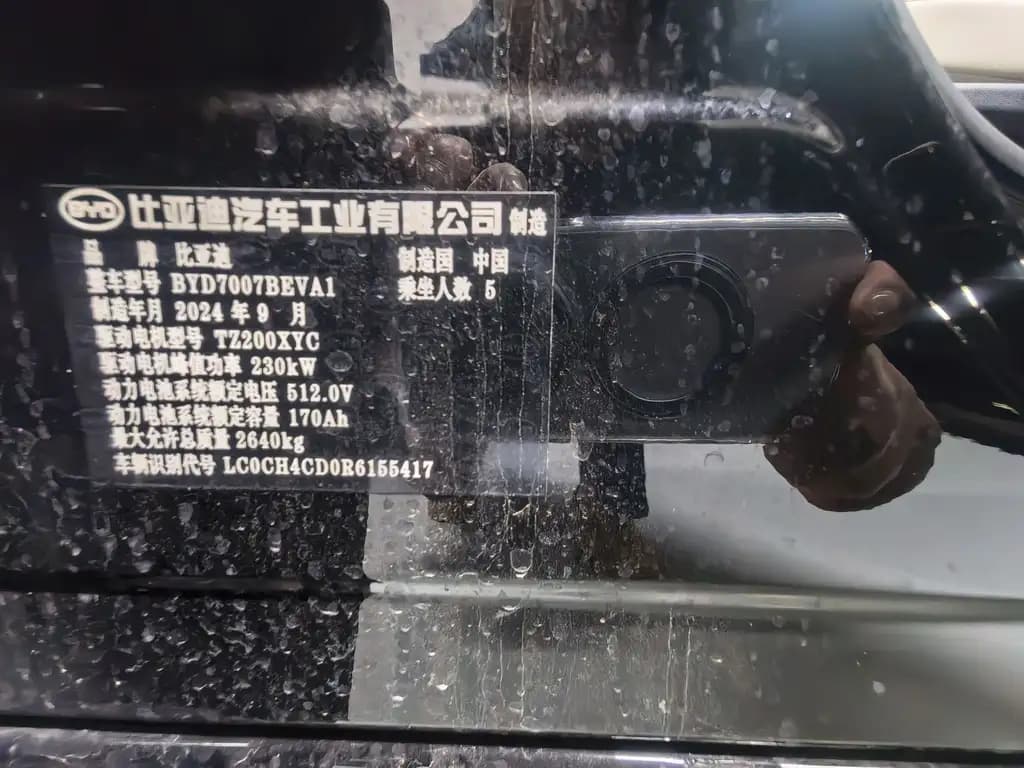 BYD 比亚迪汽车工业有限公司 制造
品 牌 比亚迪 制造国 中国
整车型号 BYD7007BEVA1 乘坐人数 5
制造年月 2024 年 9 月
驱动电机型号 TZ200XYC
驱动电机峰值功率 230kW
动力电池系统额定电压 512.0V
动力电池系统额定容量 170Ah
最大允许总质量 2640kg
车辆识别代号 LC0CH4CD0R6155417